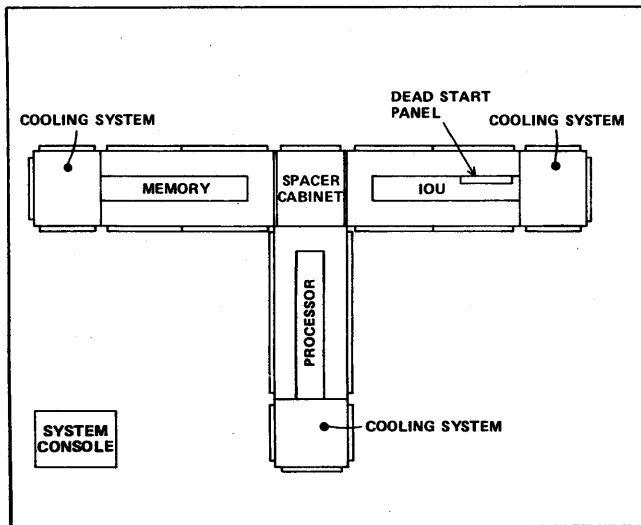 DEAD START
PANEL
COOLING SYSTEM
COOLING SYSTEM
MEMORY
SPACER
CABINET
IOU
PROCESSOR
COOLING SYSTEM
SYSTEM
CONSOLE